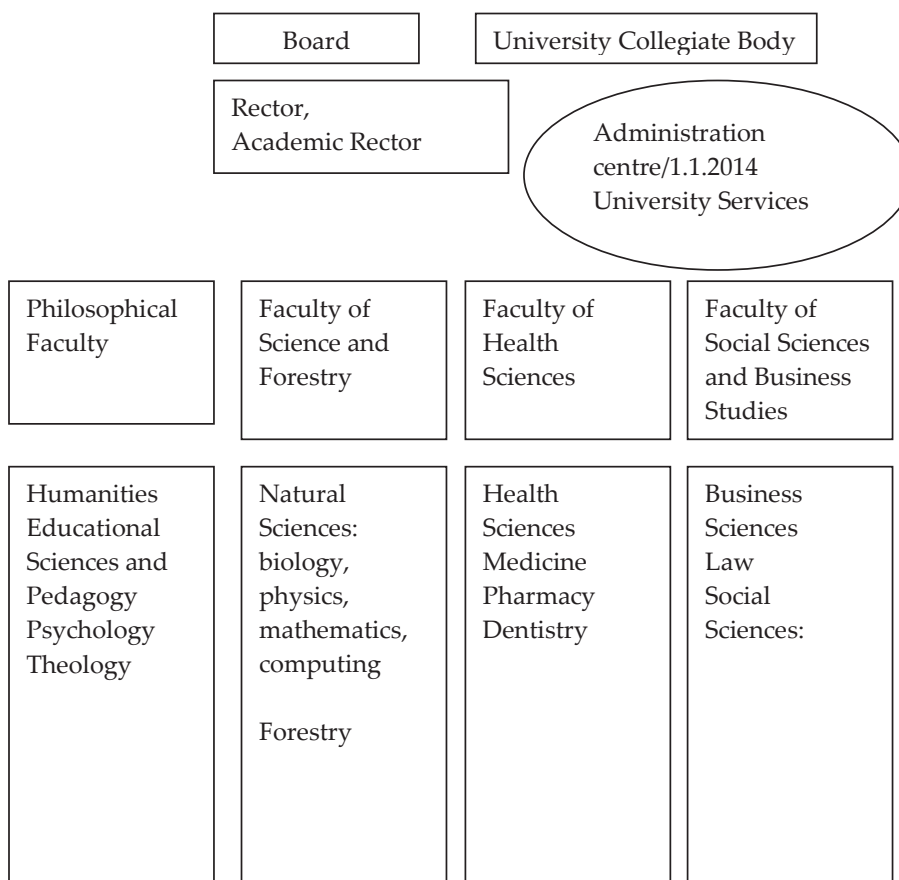 Board
University Collegiate Body
Rector,
Academic Rector
Administration
centre/1.1.2014
University Services
Philosophical
Faculty
Faculty of
Science and
Forestry
Faculty of
Health
Sciences
Faculty of
Social Sciences
and Business
Studies
Humanities
Educational
Sciences and
Pedagogy
Psychology
Theology
Natural
Sciences:
biology,
physics,
mathematics,
computing
Forestry
Health
Sciences
Medicine
Pharmacy
Dentistry
Business
Sciences
Law
Social
Sciences: